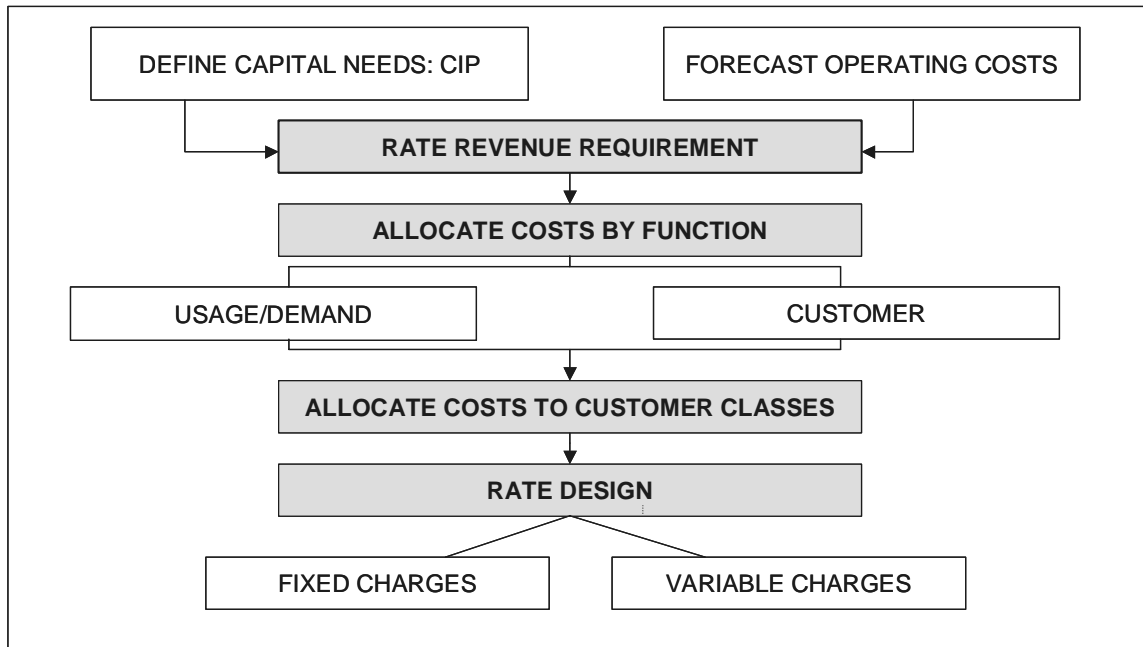 DEFINE CAPITAL NEEDS: CIP
FORECAST OPERATING COSTS
RATE REVENUE REQUIREMENT
ALLOCATE COSTS BY FUNCTION
USAGE/DEMAND
CUSTOMER
ALLOCATE COSTS TO CUSTOMER CLASSES
RATE DESIGN
FIXED CHARGES
VARIABLE CHARGES